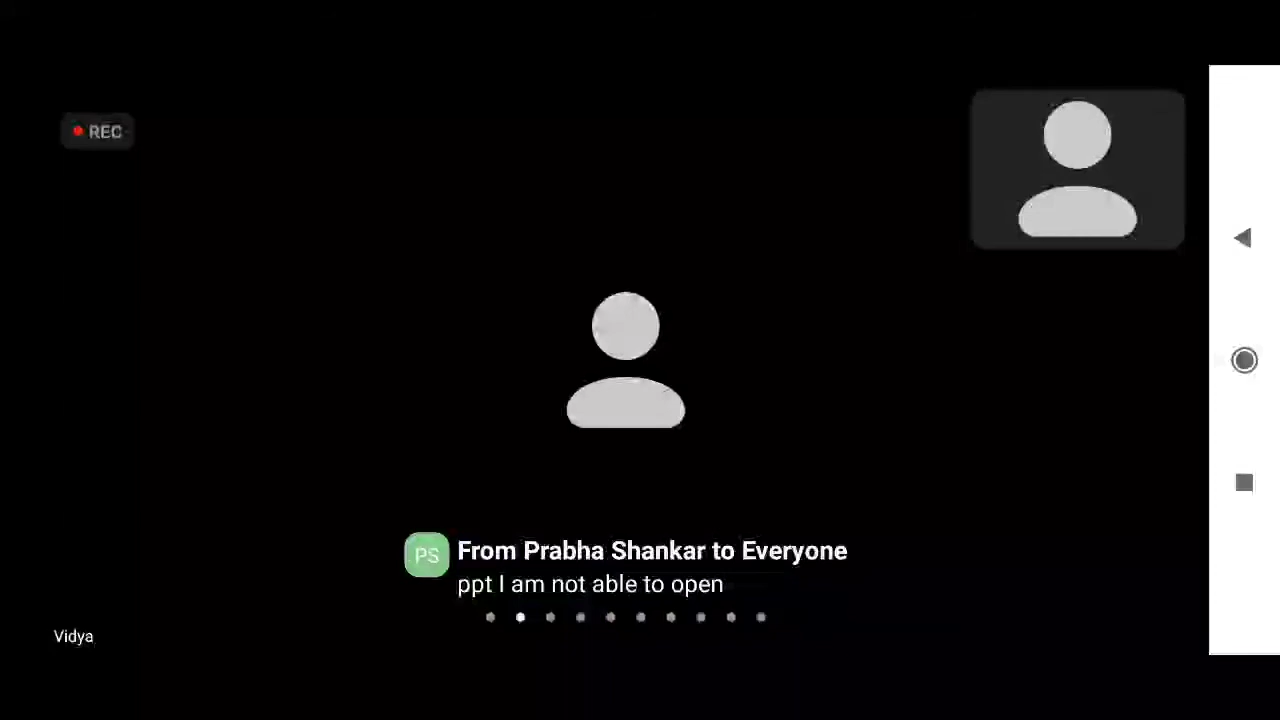 REC
PS
From Prabha Shankar to Everyone
ppt I am not able to open
Vidya